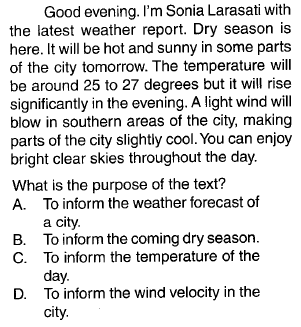 Good evening. I'm Sonia Larasati with
the latest weather report. Dry season is
here. It will be hot and sunny in some parts
of the city tomorrow. The temperature will
be around 25 to 27 degrees but it will rise
significantly in the evening. A light wind will
blow in southern areas of the city, making
parts of the city slightly cool. You can enjoy
bright clear skies throughout the day.
What is the purpose of the text?
A. To inform the weather forecast of
a city.
B. To inform the coming dry season.
C. To inform the temperature of the
day.
D. To inform the wind velocity in the
city.